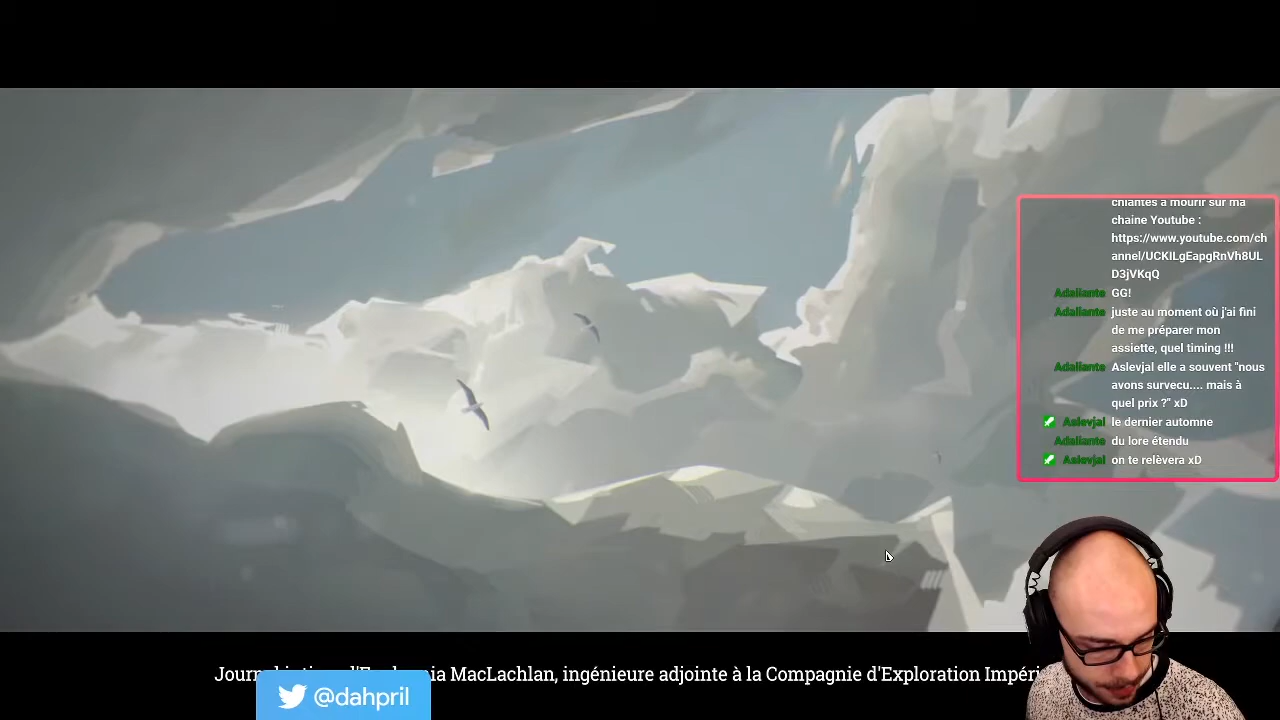 chiantes à mourir sur ma
chaine Youtube :
https://www.youtube.com/ch
annel/UCKlLgEapgRnVh8UL
D3jVKqQ
Adaliante GG!
Adaliante juste au moment où j'ai fini
de me préparer mon
assiette, quel timing !!!
Adaliante Aslevjal elle a souvent "nous
avons survecu.... mais à
quel prix ?" xD
Aslevjal le dernier automne
Adaliante du lore étendu
Aslevjal on te relèvera xD
MacLachlan, ingénieure adjointe à la Compagnie d'Exploration
@dahpril